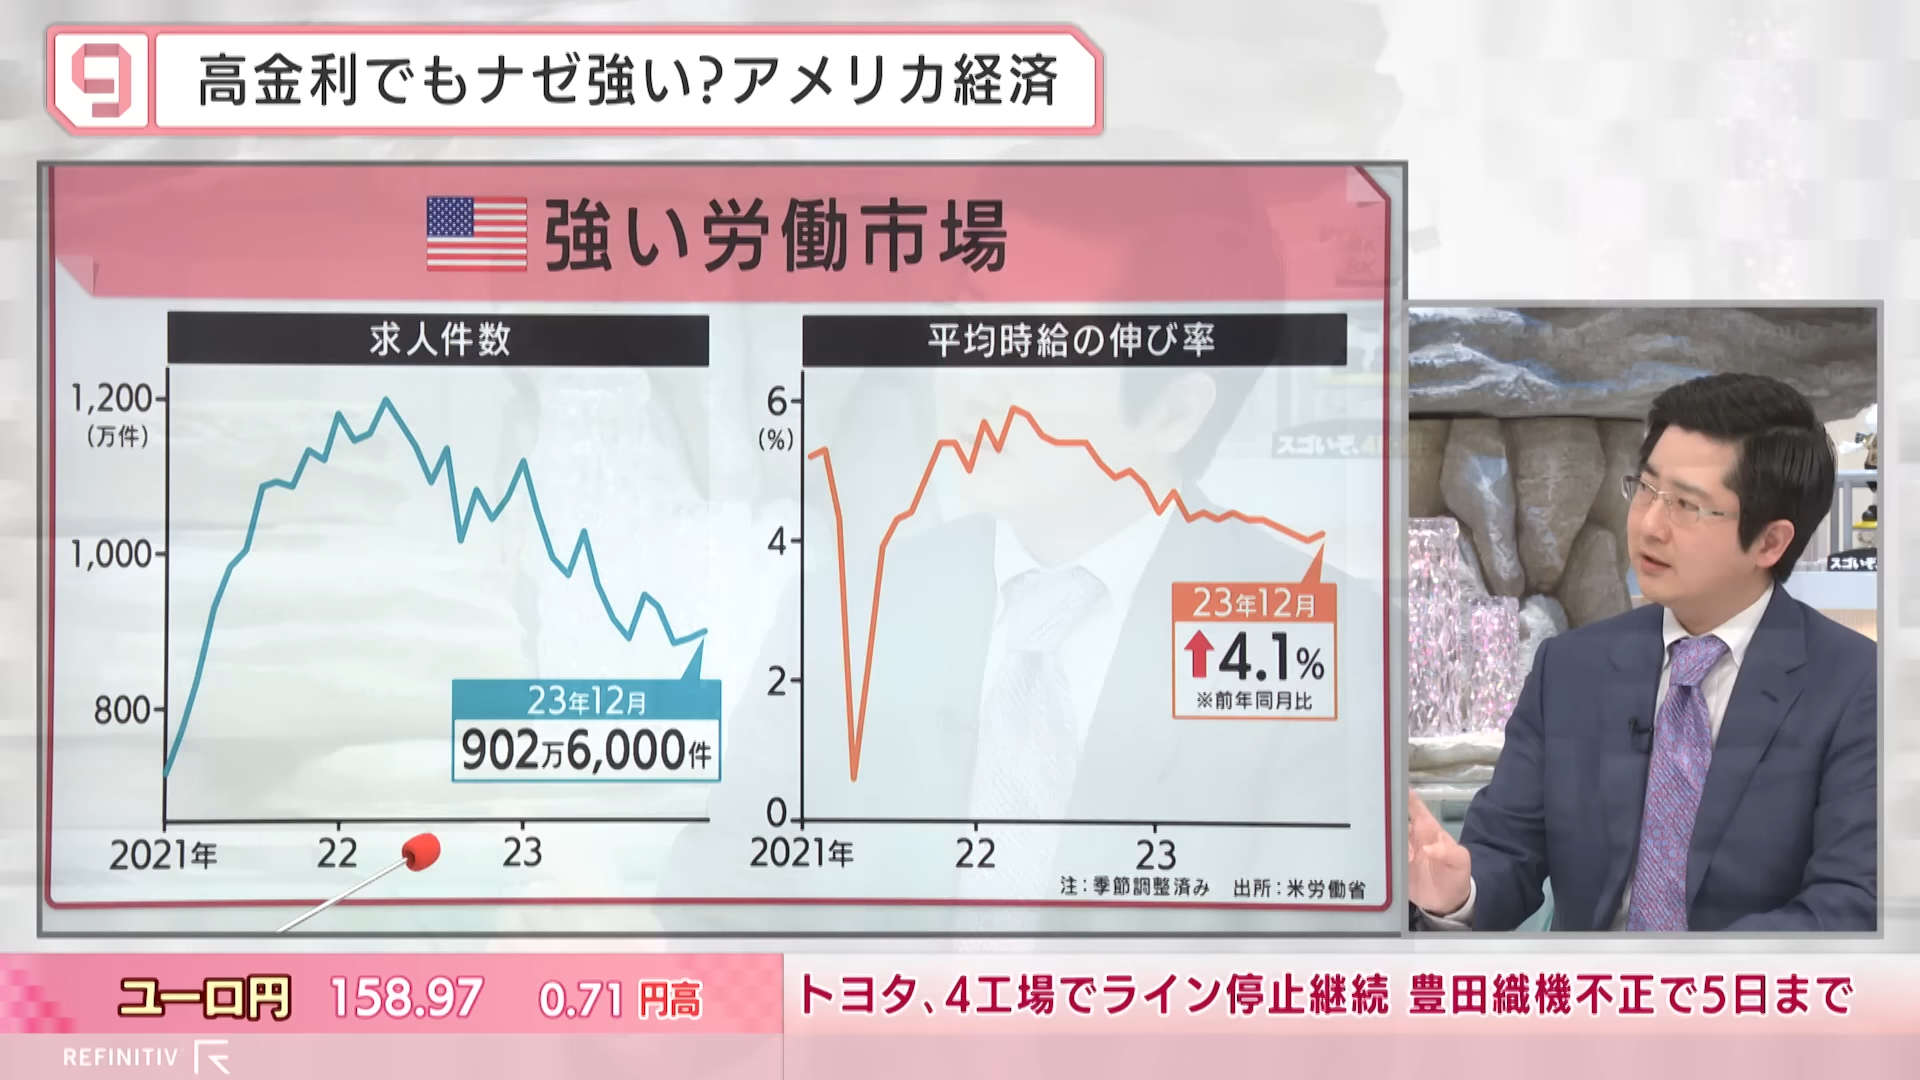 9 高金利でもナゼ強い?アメリカ経済
強い労働市場
求人件数
1,200
(万件)
1,000
800
2021年 22 23
23年12月
902万6,000件
平均時給の伸び率
6
(%)
4
2
0
2021年 22 23
23年12月
4.1%
※前年同月比
注:季節調整済み 出所:米労働省
スゴいぞ
ユーロ円 158.97 0.71 円高
トヨタ、4工場でライン停止継続 豊田織機不正で5日まで
REFINITIV